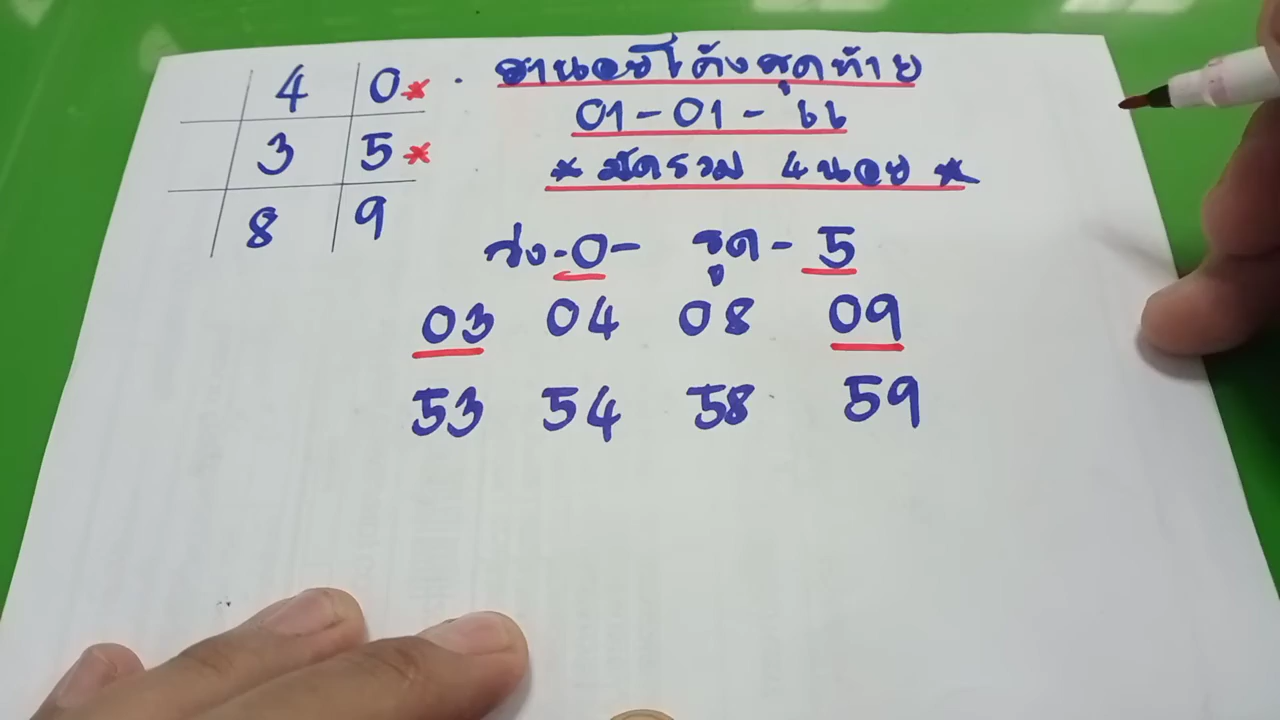 4 0*
3 5*
8 9
ฮานอยโค้งสุดท้าย
01-01-66
*มัดรวม 4นอย*
วิ่ง-0- รูด-5
03 04 08 09
53 54 58 59